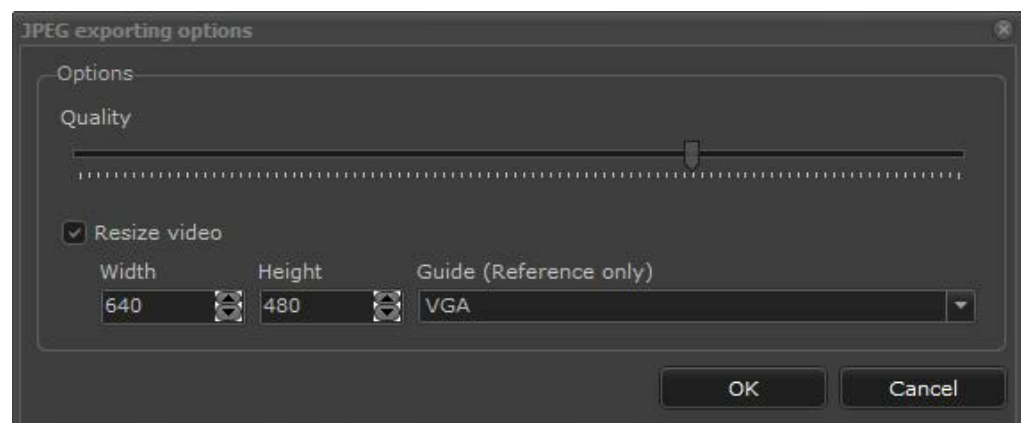 JPEG exporting options
Options
Quality
Resize video
Width Height Guide (Reference only)
640 480 VGA
OK Cancel